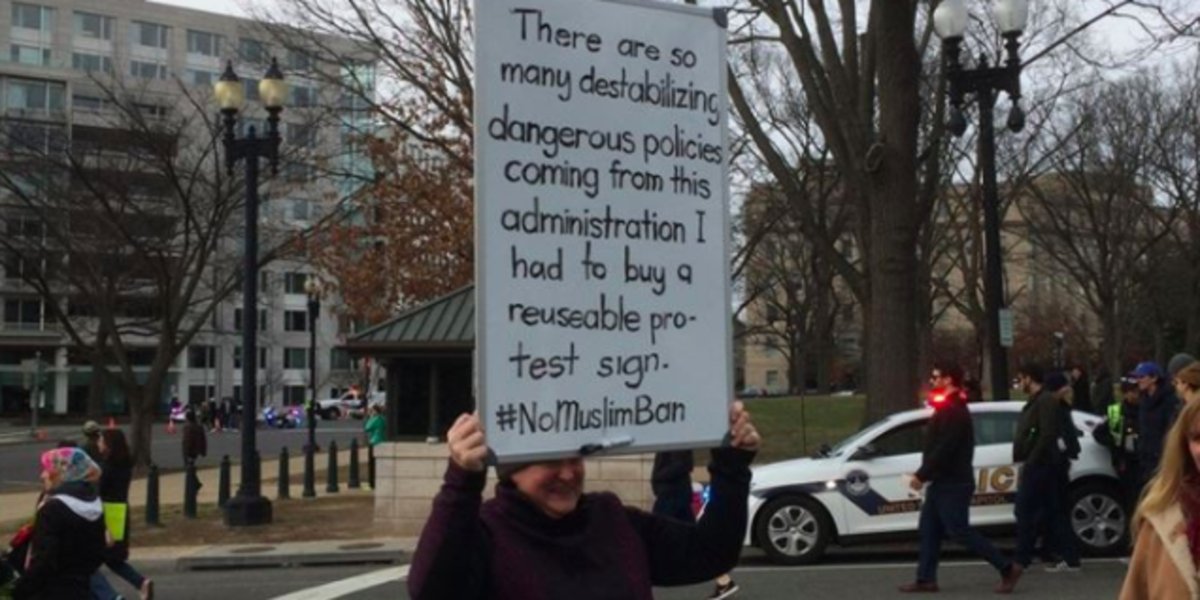 There are so
many destabilizing
dangerous policies
coming from this
administration I
had to buy a
reuseable pro-
test sign.
#NoMuslimBan